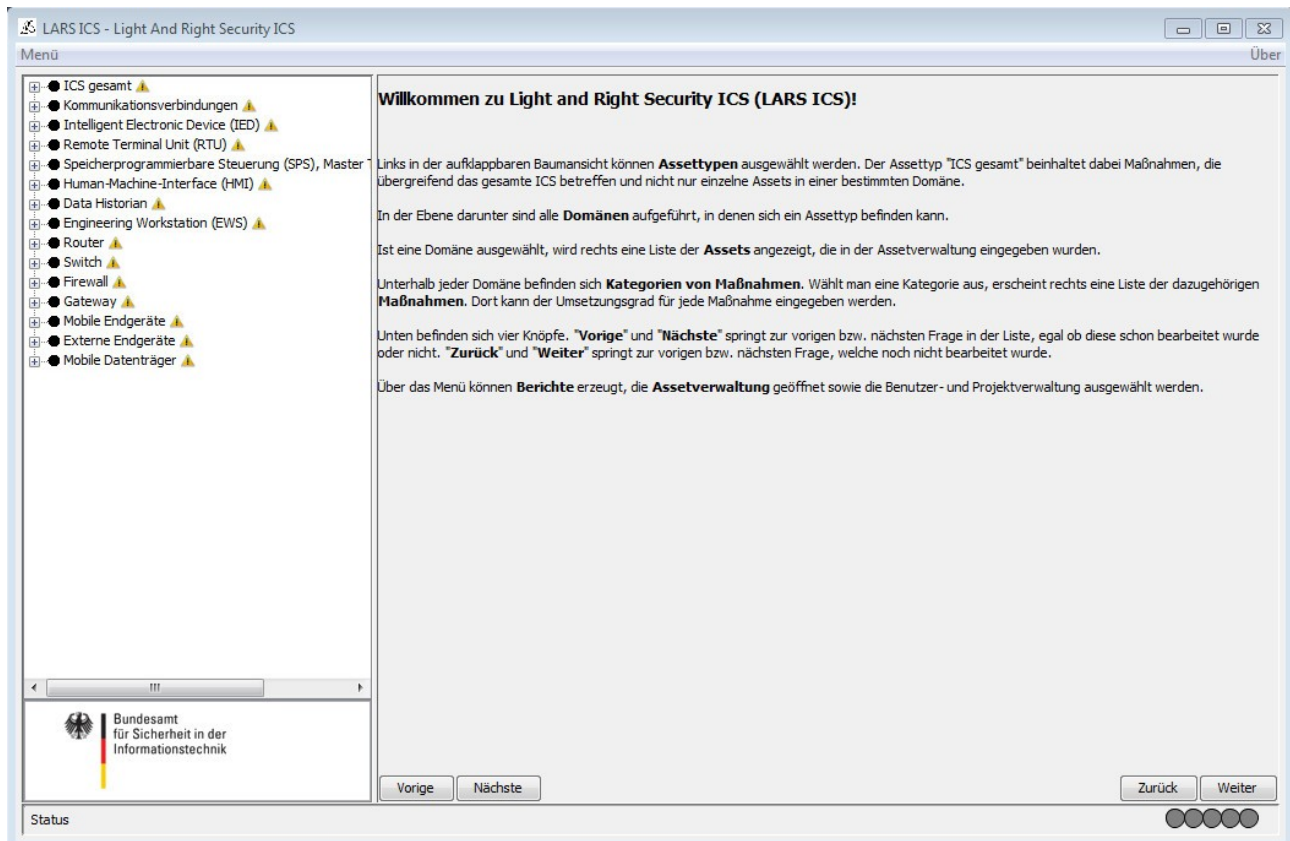 LARS ICS - Light And Right Security ICS
Menü
Über
ICS gesamt
Kommunikationsverbindungen
Intelligent Electronic Device (IED)
Remote Terminal Unit (RTU)
Speicherprogrammierbare Steuerung (SPS), Master
Human-Machine-Interface (HMI)
Data Historian
Engineering Workstation (EWS)
Router
Switch
Firewall
Gateway
Mobile Endgeräte
Externe Endgeräte
Mobile Datenträger
Bundesamt
für Sicherheit in der
Informationstechnik
Willkommen zu Light and Right Security ICS (LARS ICS)!
Links in der aufklappbaren Baumansicht können Assettypen ausgewählt werden. Der Assettyp "ICS gesamt" beinhaltet dabei Maßnahmen, die
übergreifend das gesamte ICS betreffen und nicht nur einzelne Assets in einer bestimmten Domäne.
In der Ebene darunter sind alle Domänen aufgeführt, in denen sich ein Assettyp befinden kann.
Ist eine Domäne ausgewählt, wird rechts eine Liste der Assets angezeigt, die in der Assetverwaltung eingegeben wurden.
Unterhalb jeder Domäne befinden sich Kategorien von Maßnahmen. Wählt man eine Kategorie aus, erscheint rechts eine Liste der dazugehörigen
Maßnahmen. Dort kann der Umsetzungsgrad für jede Maßnahme eingegeben werden.
Unten befinden sich vier Knöpfe. "Vorige" und "Nächste" springt zur vorigen bzw. nächsten Frage in der Liste, egal ob diese schon bearbeitet wurde
oder nicht. "Zurück" und "Weiter" springt zur vorigen bzw. nächsten Frage, welche noch nicht bearbeitet wurde.
Über das Menü können Berichte erzeugt, die Assetverwaltung geöffnet sowie die Benutzer- und Projektverwaltung ausgewählt werden.
Vorige
Nächste
Zurück
Weiter
Status